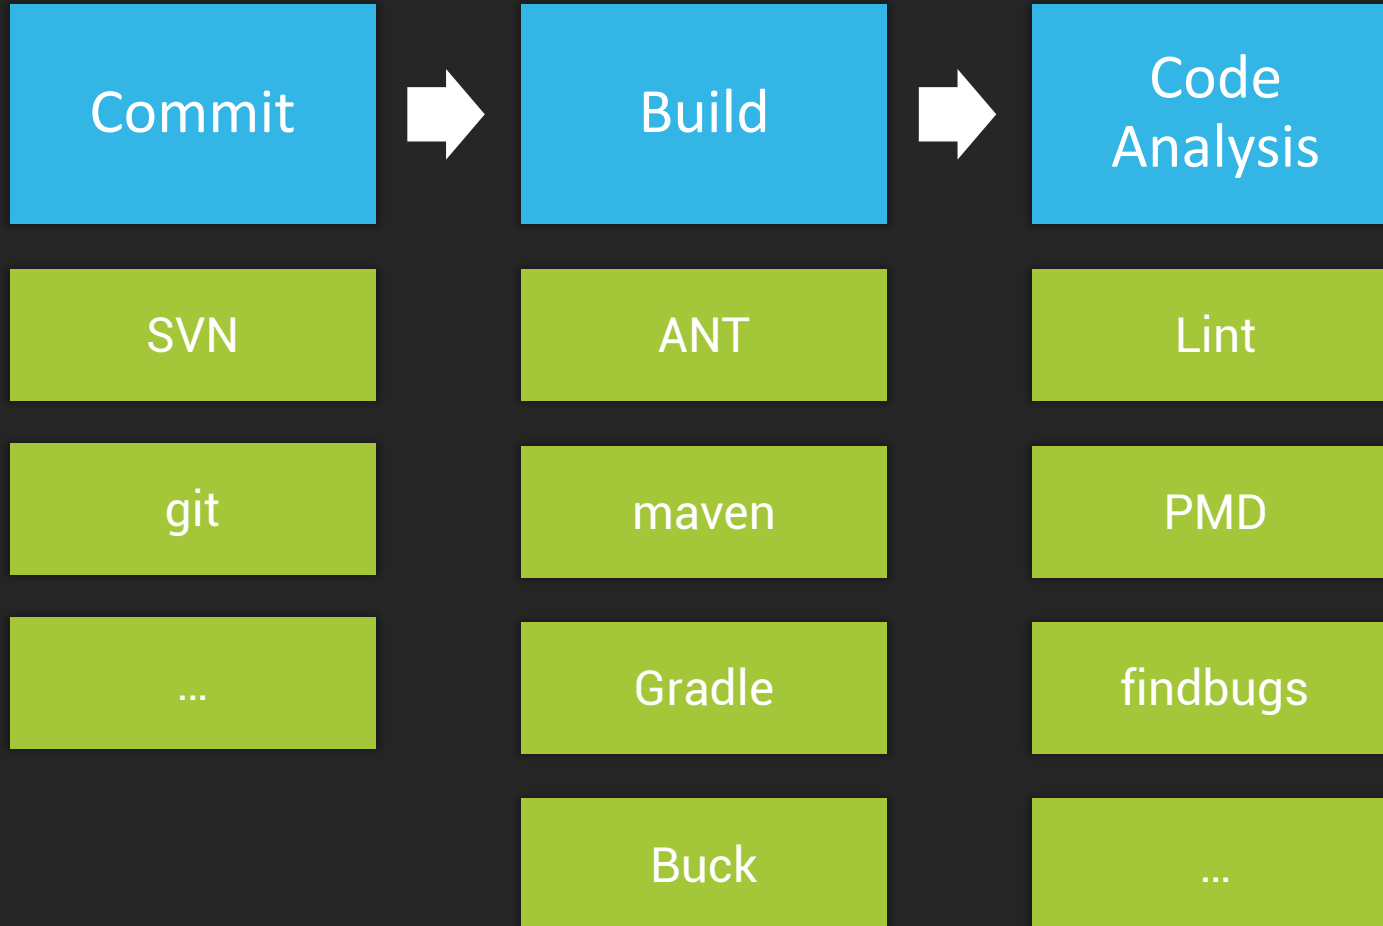 Commit
Build
Code
Analysis
SVN
ANT
Lint
git
maven
PMD
...
Gradle
findbugs
Buck
...